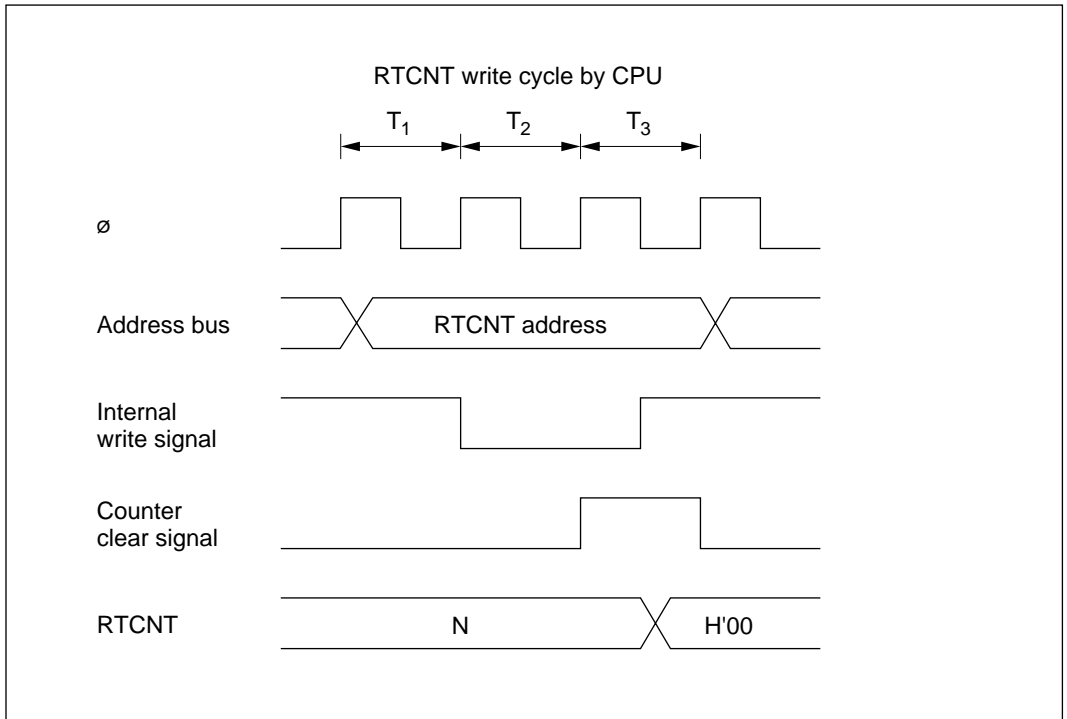 RTCNT write cycle by CPU
T1 T2 T3
ø
Address bus
RTCNT address
Internal
write signal
Counter
clear signal
RTCNT
N
H'00